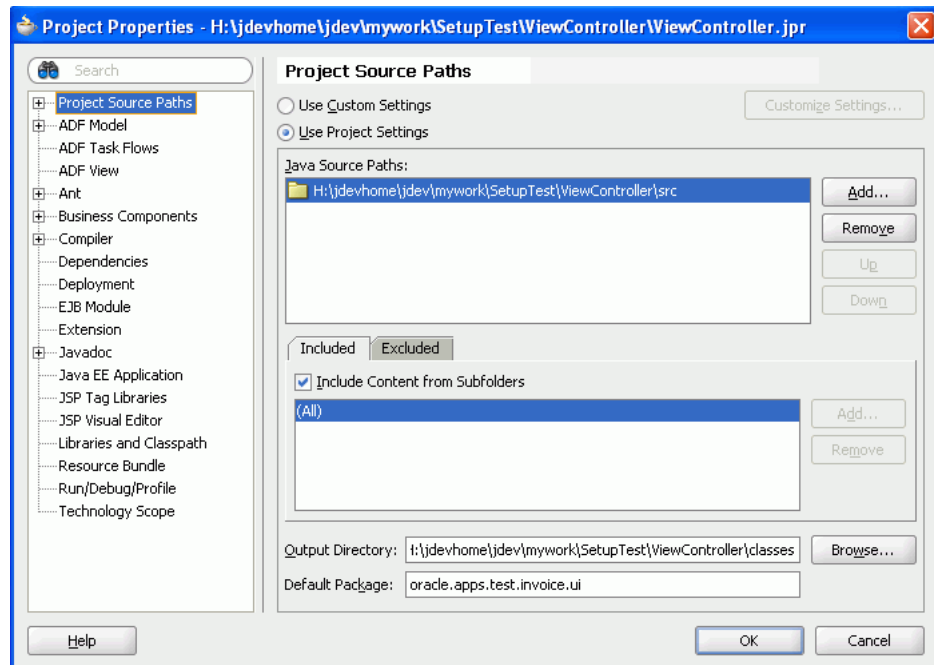 Project Properties - H:\jdevhome\jdev\mywork\SetupTest\ViewController\ViewController.jpr
Search
Project Source Paths
ADF Model
ADF Task Flows
ADF View
Ant
Business Components
Compiler
Dependencies
Deployment
EJB Module
Extension
Javadoc
Java EE Application
JSP Tag Libraries
JSP Visual Editor
Libraries and Classpath
Resource Bundle
Run/Debug/Profile
Technology Scope
Project Source Paths
Use Custom Settings
Customize Settings...
Use Project Settings
Java Source Paths:
H:\jdevhome\jdev\mywork\SetupTest\ViewController\src
Add...
Remove
Up
Down
Included Excluded
Include Content from Subfolders
(All)
Add...
Remove
Output Directory: H:\jdevhome\jdev\mywork\SetupTest\ViewController\classes Browse...
Default Package: oracle.apps.test.invoice.ui
Help OK Cancel